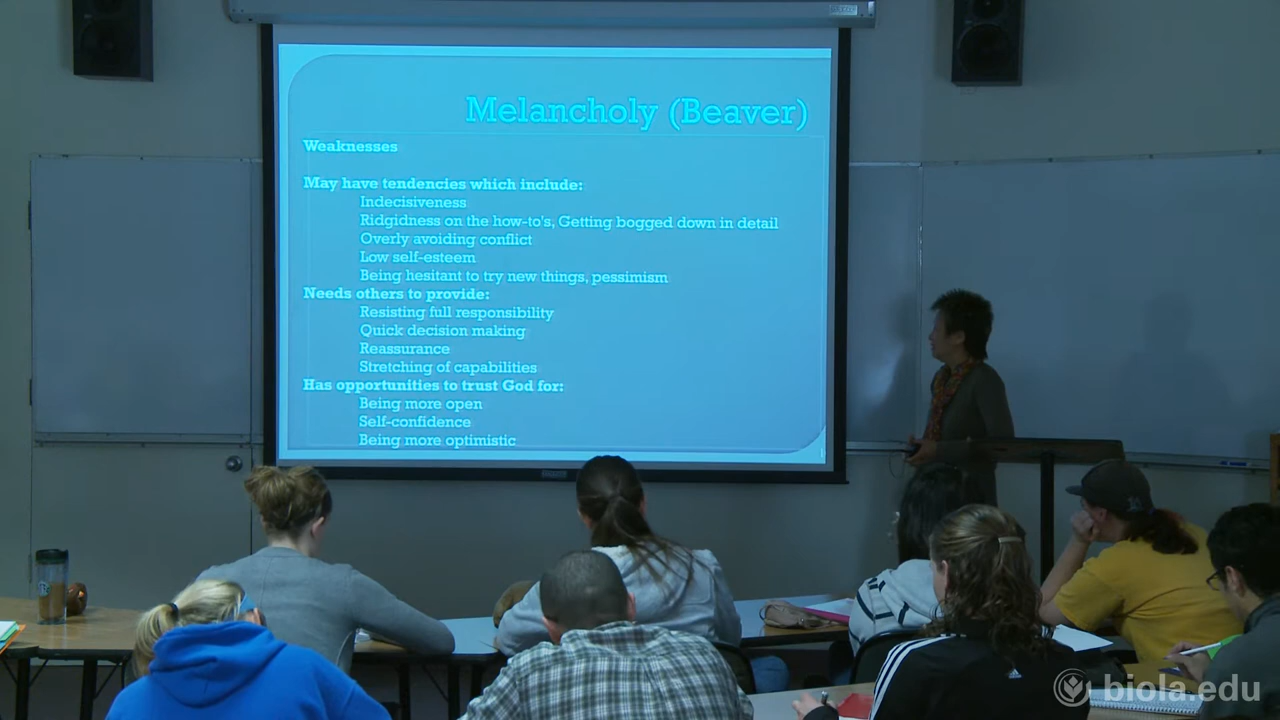 Melancholy (Beaver)
Weaknesses
May have tendencies which include:
Indecisiveness
Ridgidness on the how-to's, Getting bogged down in detail
Overly avoiding conflict
Low self-esteem
Being hesitant to try new things, pessimism
Needs others to provide:
Resisting full responsibility
Quick decision making
Reassurance
Stretching of capabilities
Has opportunities to trust God for:
Being more open
Self-confidence
Being more optimistic
biola.edu